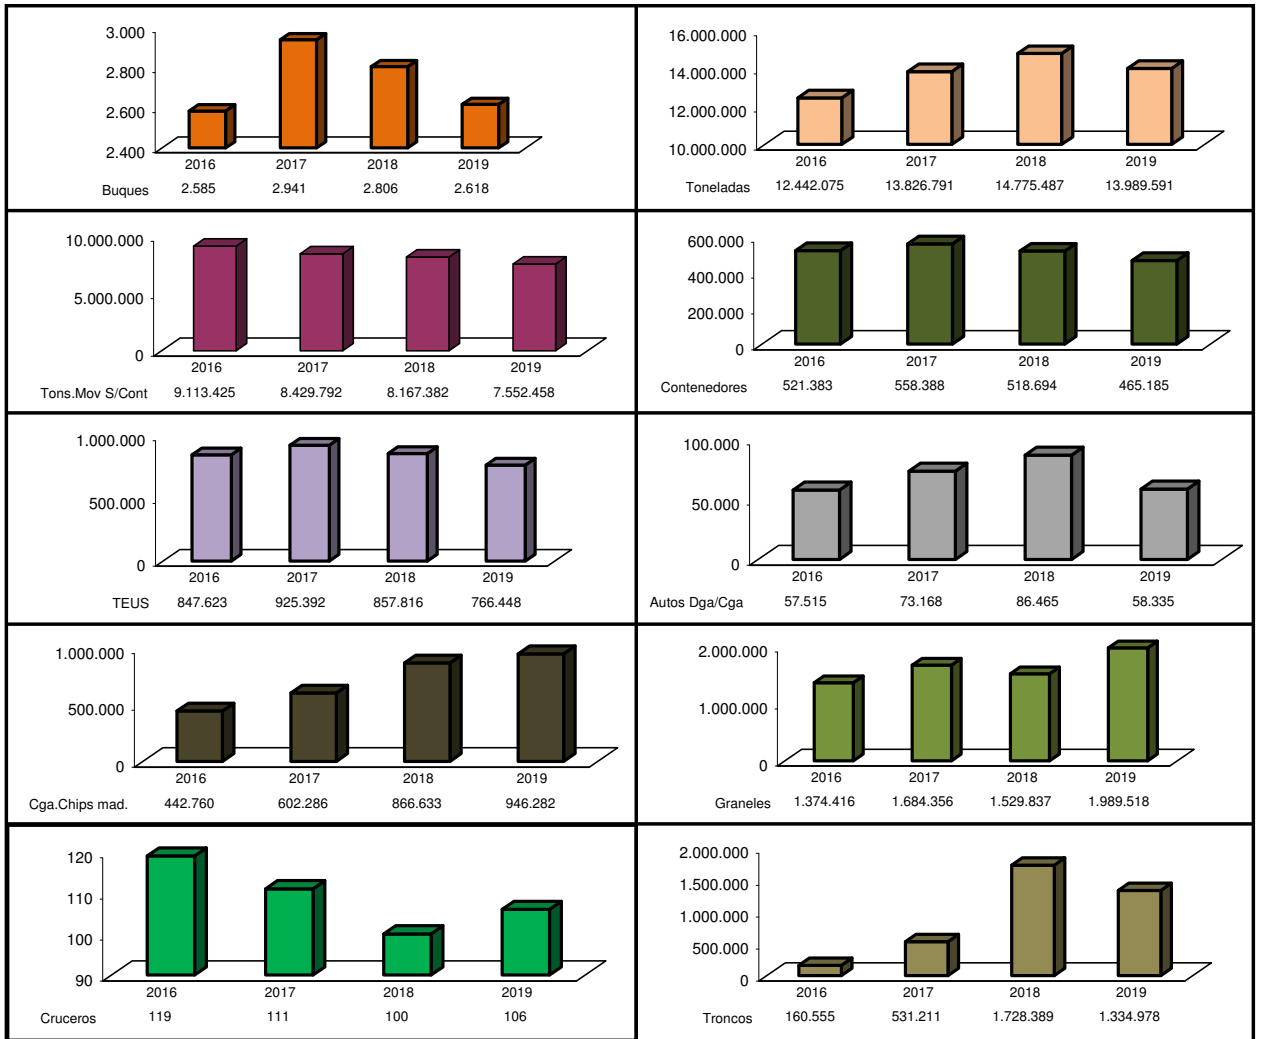 3.000
2.800
2.600
2.400
2016 2017 2018 2019
Buques 2.585 2.941 2.806 2.618
16.000.000
14.000.000
12.000.000
10.000.000
2016 2017 2018 2019
Toneladas 12.442.075 13.826.791 14.775.487 13.989.591
10.000.000
5.000.000
0
2016 2017 2018 2019
Tons.Mov S/Cont 9.113.425 8.429.792 8.167.382 7.552.458
600.000
400.000
200.000
0
2016 2017 2018 2019
Contenedores 521.383 558.388 518.694 465.185
1.000.000
500.000
0
2016 2017 2018 2019
TEUS 847.623 925.392 857.816 766.448
100.000
50.000
0
2016 2017 2018 2019
Autos Dga/Cga 57.515 73.168 86.465 58.335
1.000.000
500.000
0
2016 2017 2018 2019
Cga.Chips mad. 442.760 602.286 866.633 946.282
2.000.000
1.000.000
0
2016 2017 2018 2019
Graneles 1.374.416 1.684.356 1.529.837 1.989.518
120
110
100
90
2016 2017 2018 2019
Cruceros 119 111 100 106
2.000.000
1.500.000
1.000.000
500.000
0
2016 2017 2018 2019
Troncos 160.555 531.211 1.728.389 1.334.978